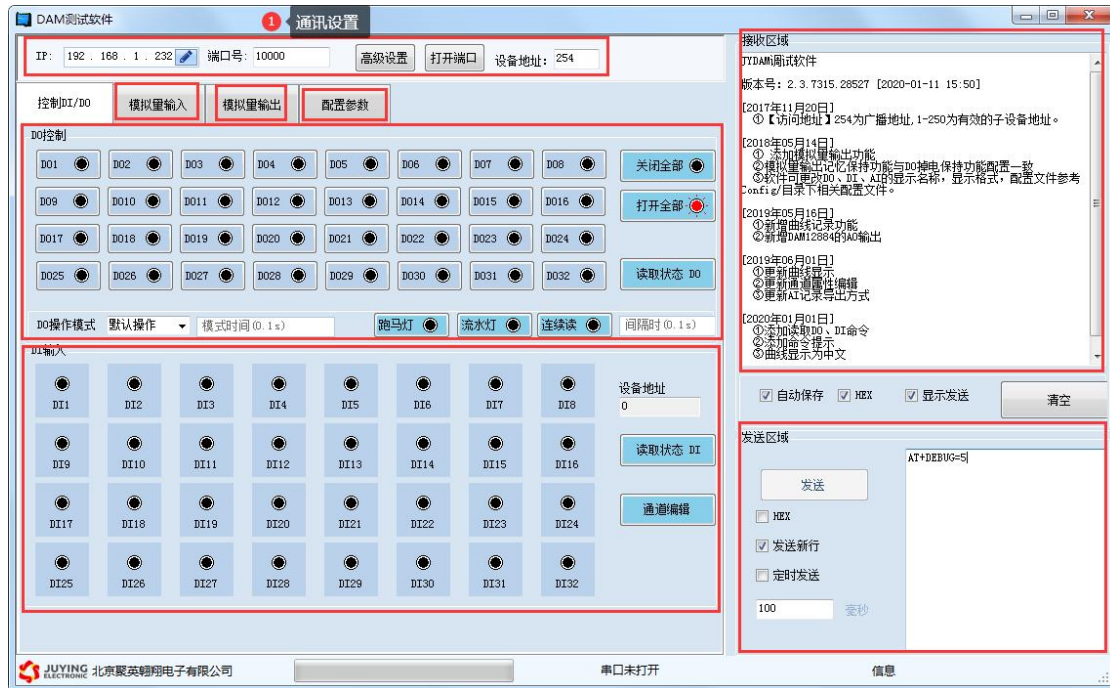 DAM测试软件
1 通讯设置
IP: 192 . 168 . 1 . 232 端口号: 10000 高级设置 打开端口 设备地址: 254
控制DI/DO 模拟量输入 模拟量输出 配置参数
DO控制
DO1 DO2 DO3 DO4 DO5 DO6 DO7 DO8 关闭全部
DO9 DO10 DO11 DO12 DO13 DO14 DO15 DO16 打开全部
DO17 DO18 DO19 DO20 DO21 DO22 DO23 DO24
DO25 DO26 DO27 DO28 DO29 DO30 DO31 DO32 读取状态 DO
DO操作模式 默认操作 模式时间(0.1s) 跑马灯 流水灯 连续读 间隔时(0.1s)
DI输入
设备地址
DI1 DI2 DI3 DI4 DI5 DI6 DI7 DI8 0
读取状态 DI
DI9 DI10 DI11 DI12 DI13 DI14 DI15 DI16
通道编辑
DI17 DI18 DI19 DI20 DI21 DI22 DI23 DI24
DI25 DI26 DI27 DI28 DI29 DI30 DI31 DI32
接收区域
JYDAM调试软件
版本号: 2.3.7315.28527 [2020-01-11 15:50]
[2017年11月20日]
①【访问地址】254为广播地址,1-250为有效的子设备地址。
[2018年05月14日]
① 添加模拟量输出功能
②模拟量输出记忆保持功能与DO掉电保持功能配置一致
③软件可更改DO、DI、AI的显示名称,显示格式,配置文件参考
Config/目录下相关配置文件。
[2019年05月16日]
①新增曲线记录功能
②新增DAM12884的AO输出
[2019年06月01日]
①更新曲线显示
②更新通道属性编辑
③更新AI记录导出方式
[2020年01月01日]
①添加读取DO、DI命令
②添加命令提示
③曲线显示为中文
自动保存 HEX 显示发送 清空
发送区域
AT+DEBUG=5
发送
HEX
发送新行
定时发送
100 毫秒
JUYING ELECTRONIC 北京聚英翱翔电子有限公司 串口未打开 信息